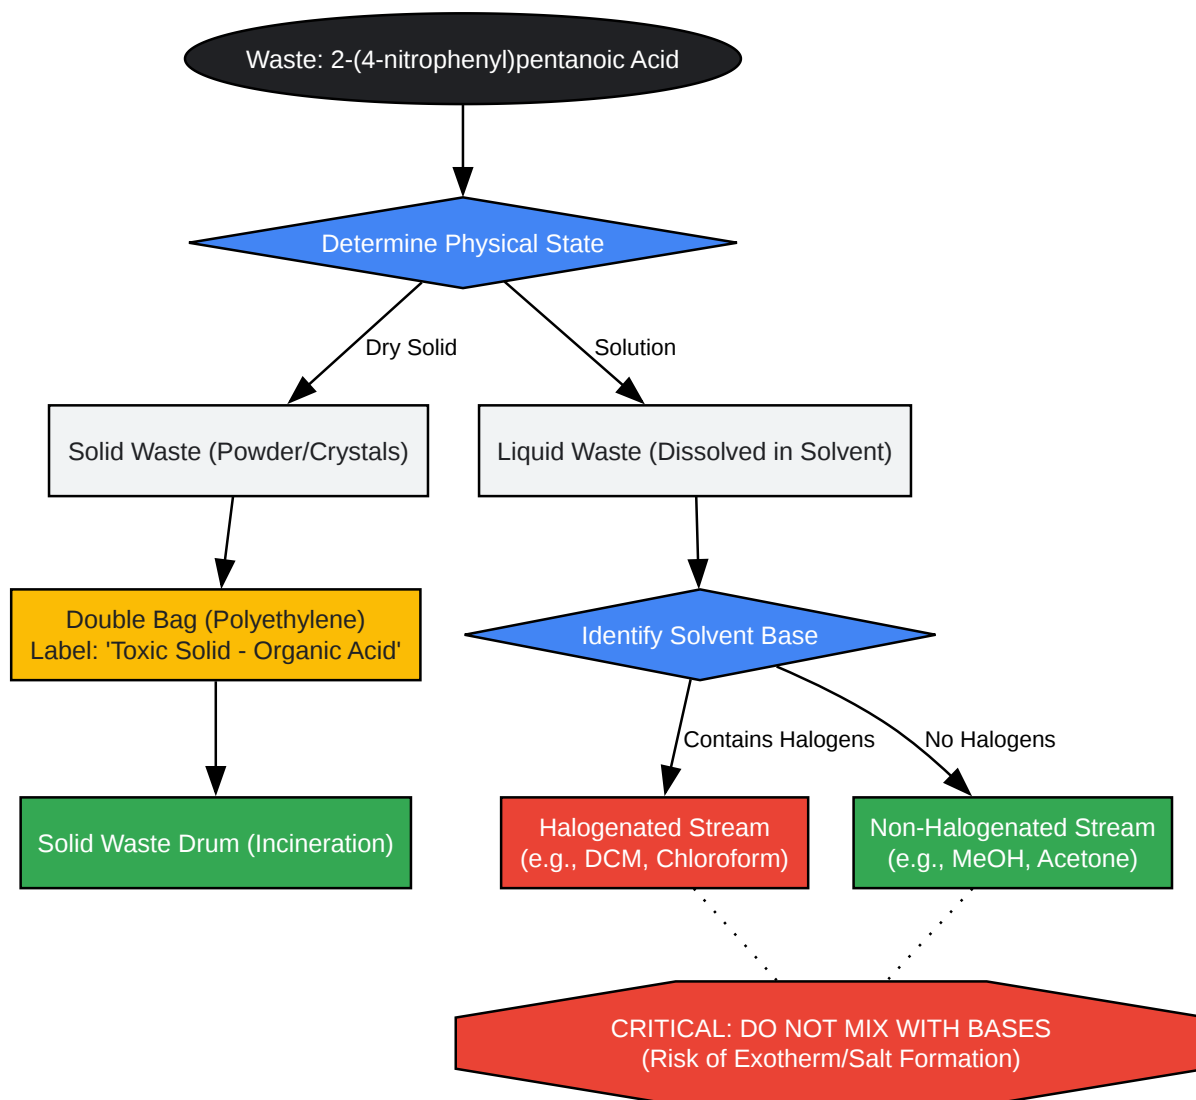 Waste: 2-(4-nitrophenyl)pentanoic Acid
Determine Physical State
Dry Solid
Solution
Solid Waste (Powder/Crystals)
Liquid Waste (Dissolved in Solvent)
Double Bag (Polyethylene)
Label: 'Toxic Solid - Organic Acid'
Identify Solvent Base
Contains Halogens
No Halogens
Solid Waste Drum (Incineration)
Halogenated Stream
(e.g., DCM, Chloroform)
Non-Halogenated Stream
(e.g., MeOH, Acetone)
CRITICAL: DO NOT MIX WITH BASES
(Risk of Exotherm/Salt Formation)